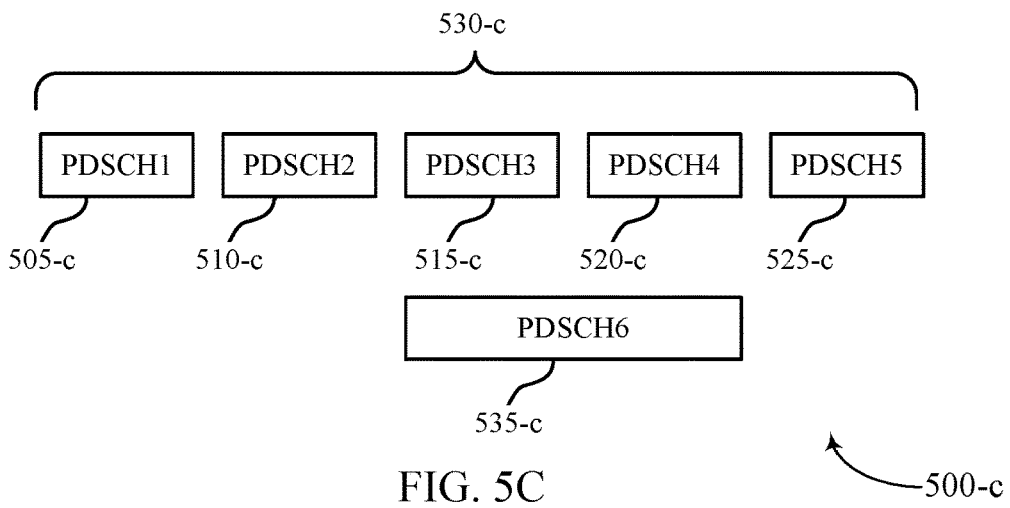 530-c
PDSCH1 PDSCH2 PDSCH3 PDSCH4 PDSCH5
505-c 510-c 515-c 520-c 525-c
PDSCH6
535-c
FIG. 5C
500-c